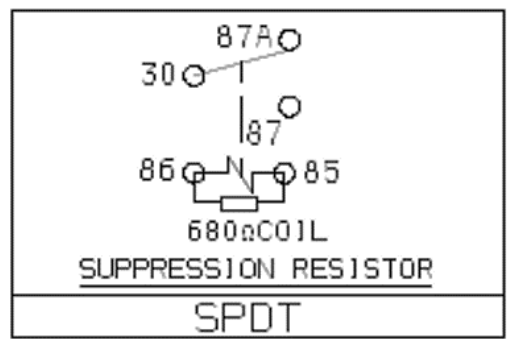 87A
30
87
86 85
680ΩCOIL
SUPPRESSION RESISTOR
SPDT